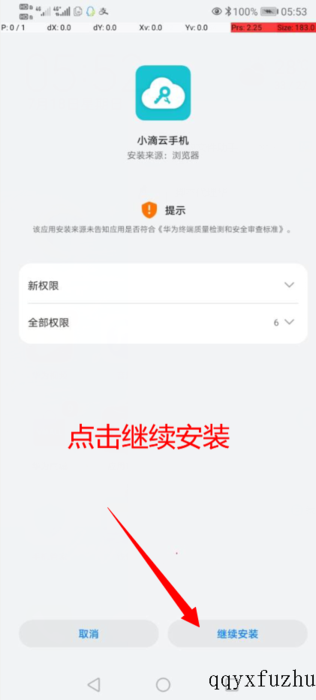 100% 05:53
P: 0 / 1 dX: 0.0 dY: 0.0 Xv: 0.0 Yv: 0.0 Prs: 2.25 Size: 183.0
小滴云手机
安装来源：浏览器
提示
该应用安装来源未告知应用是否符合《华为终端质量检测和安全审查标准》。
新权限
全部权限 6
点击继续安装
取消 继续安装
qqyxfuzhu